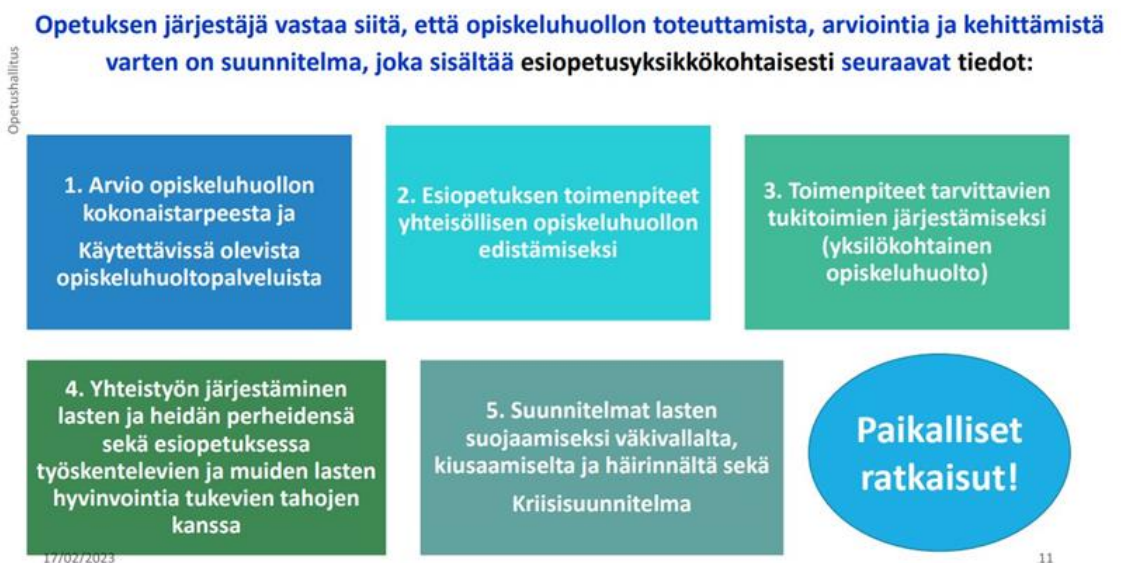 Opetuksen järjestäjä vastaa siitä, että opiskeluhuollon toteuttamista, arviointia ja kehittämistä
varten on suunnitelma, joka sisältää esiopetusyksikkökohtaisesti seuraavat tiedot:
Opetushallitus
1. Arvio opiskeluhuollon
kokonaistarpeesta ja
Käytettävissä olevista
opiskeluhuoltopalveluista
2. Esiopetuksen toimenpiteet
yhteisöllisen opiskeluhuollon
edistämiseksi
3. Toimenpiteet tarvittavien
tukitoimien järjestämiseksi
(yksilökohtainen
opiskeluhuolto)
4. Yhteistyön järjestäminen
lasten ja heidän perheidensä
sekä esiopetuksessa
työskentelevien ja muiden lasten
hyvinvointia tukevien tahojen
kanssa
5. Suunnitelmat lasten
suojaamiseksi väkivallalta,
kiusaamiselta ja häirinnältä sekä
Kriisisuunnitelma
Paikalliset
ratkaisut!
17/02/2023
11